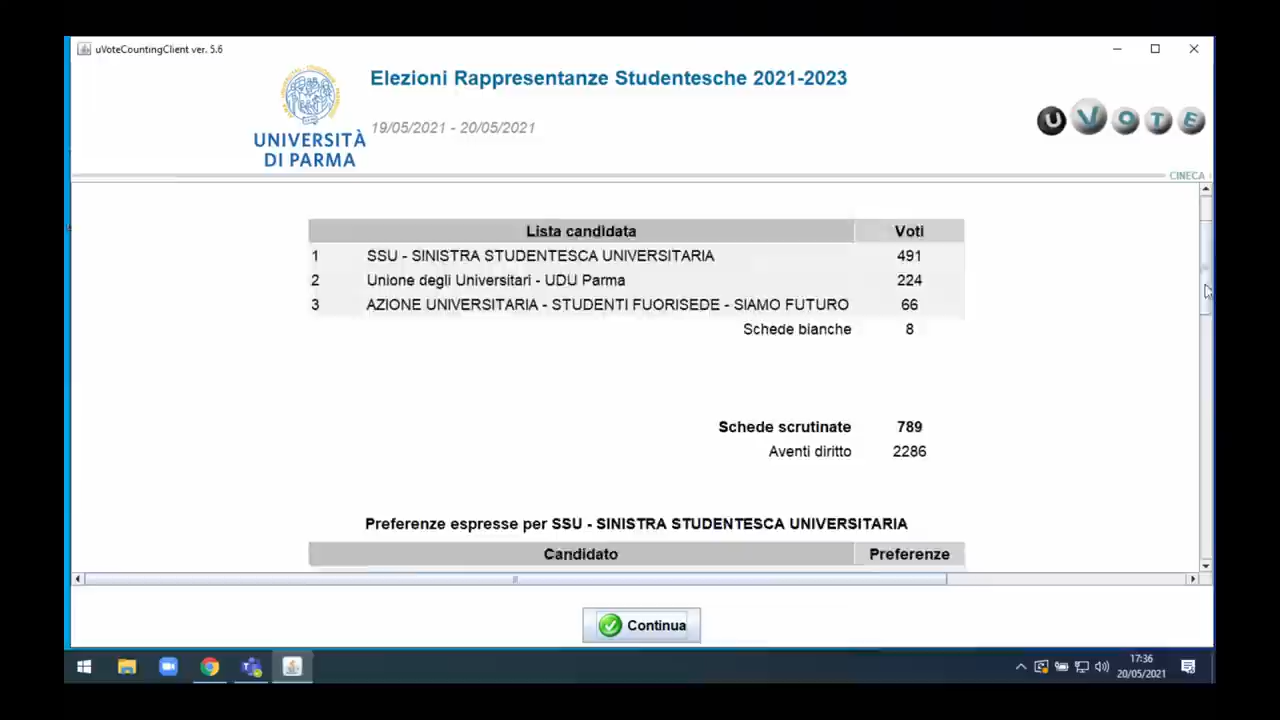 uVoteCountingClient ver. 5.6
Elezioni Rappresentanze Studentesche 2021-2023
19/05/2021 - 20/05/2021
UNIVERSITÀ
DI PARMA
U V O T E
CINECA
Lista candidata Voti
1 SSU - SINISTRA STUDENTESCA UNIVERSITARIA 491
2 Unione degli Universitari - UDU Parma 224
3 AZIONE UNIVERSITARIA - STUDENTI FUORISEDE - SIAMO FUTURO 66
Schede bianche 8
Schede scrutinate 789
Aventi diritto 2286
Preferenze espresse per SSU - SINISTRA STUDENTESCA UNIVERSITARIA
Candidato Preferenze
Continua
17:36
20/05/2021